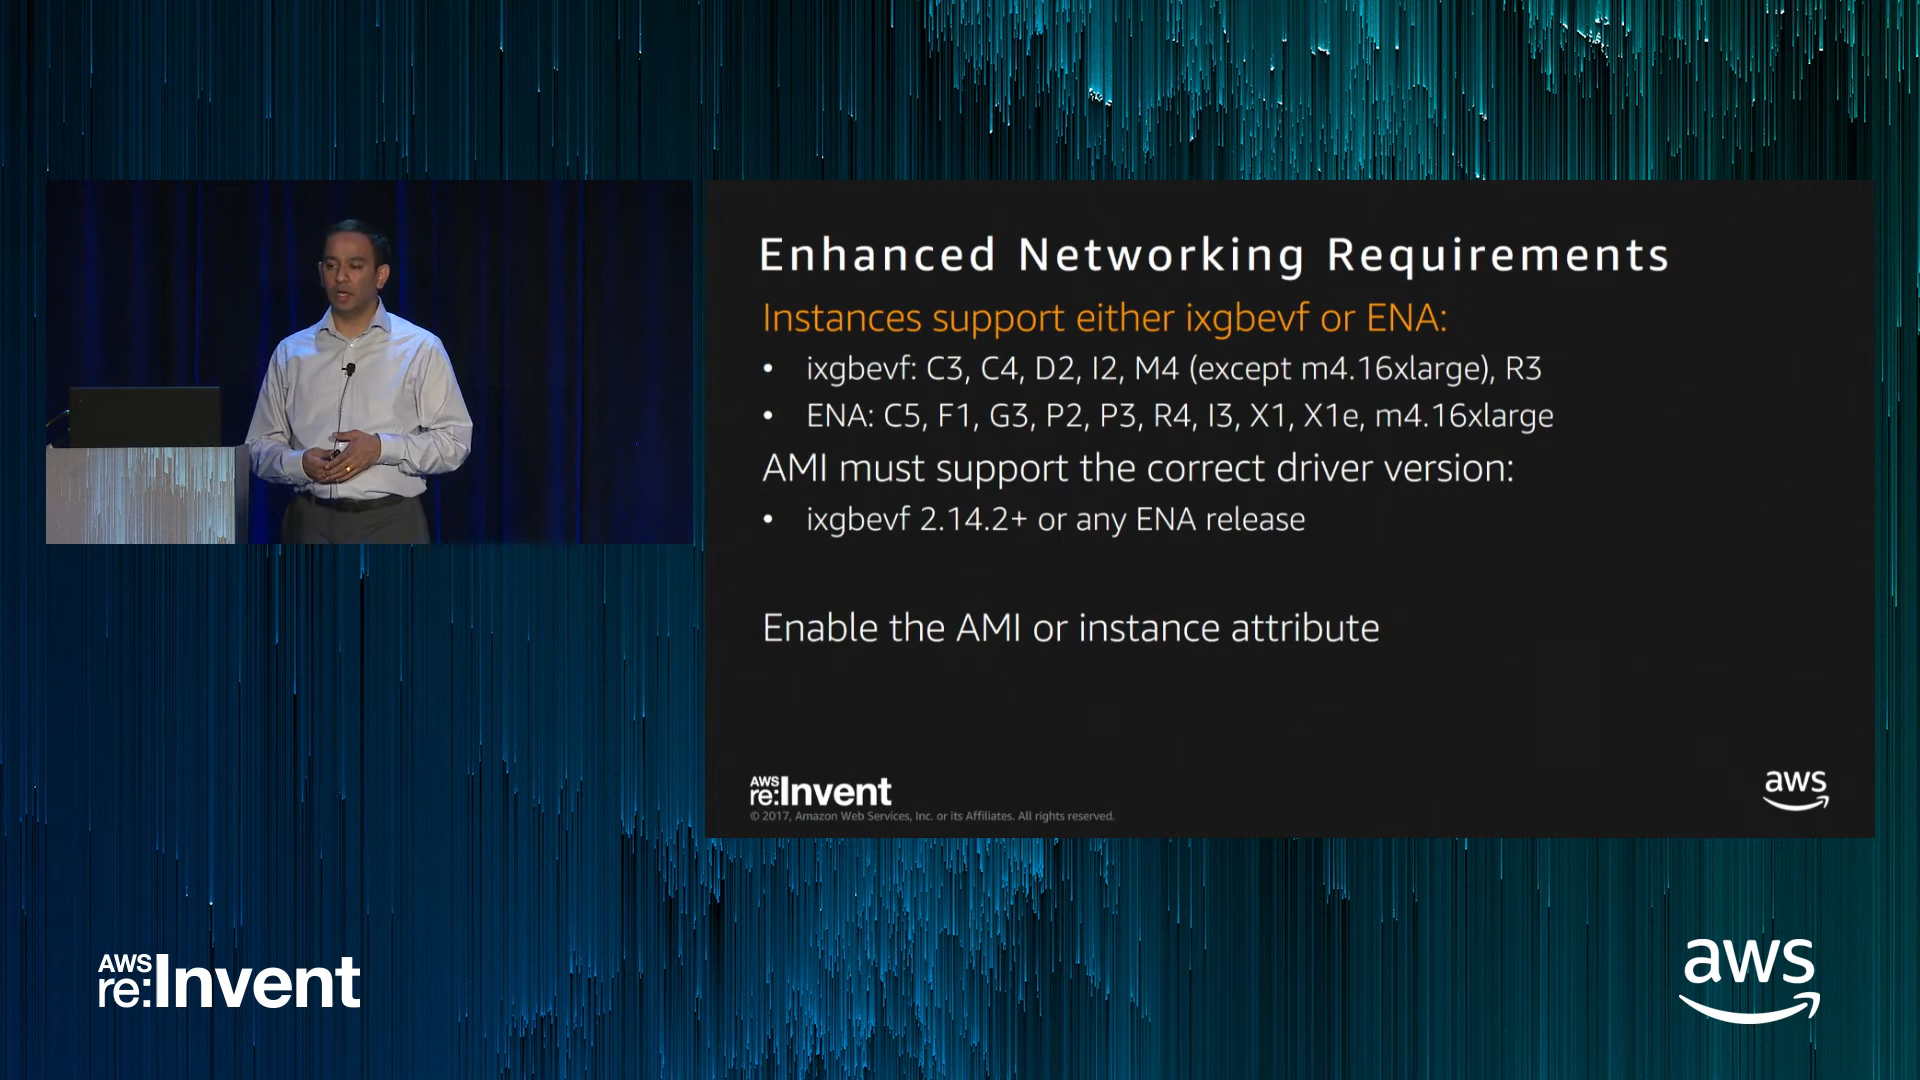 Enhanced Networking Requirements
Instances support either ixgbevf or ENA:
• ixgbevf: C3, C4, D2, I2, M4 (except m4.16xlarge), R3
• ENA: C5, F1, G3, P2, P3, R4, I3, X1, X1e, m4.16xlarge
AMI must support the correct driver version:
• ixgbevf 2.14.2+ or any ENA release
Enable the AMI or instance attribute
AWS
re:Invent
© 2017, Amazon Web Services, Inc. or its Affiliates. All rights reserved.
aws
AWS
re:Invent
aws